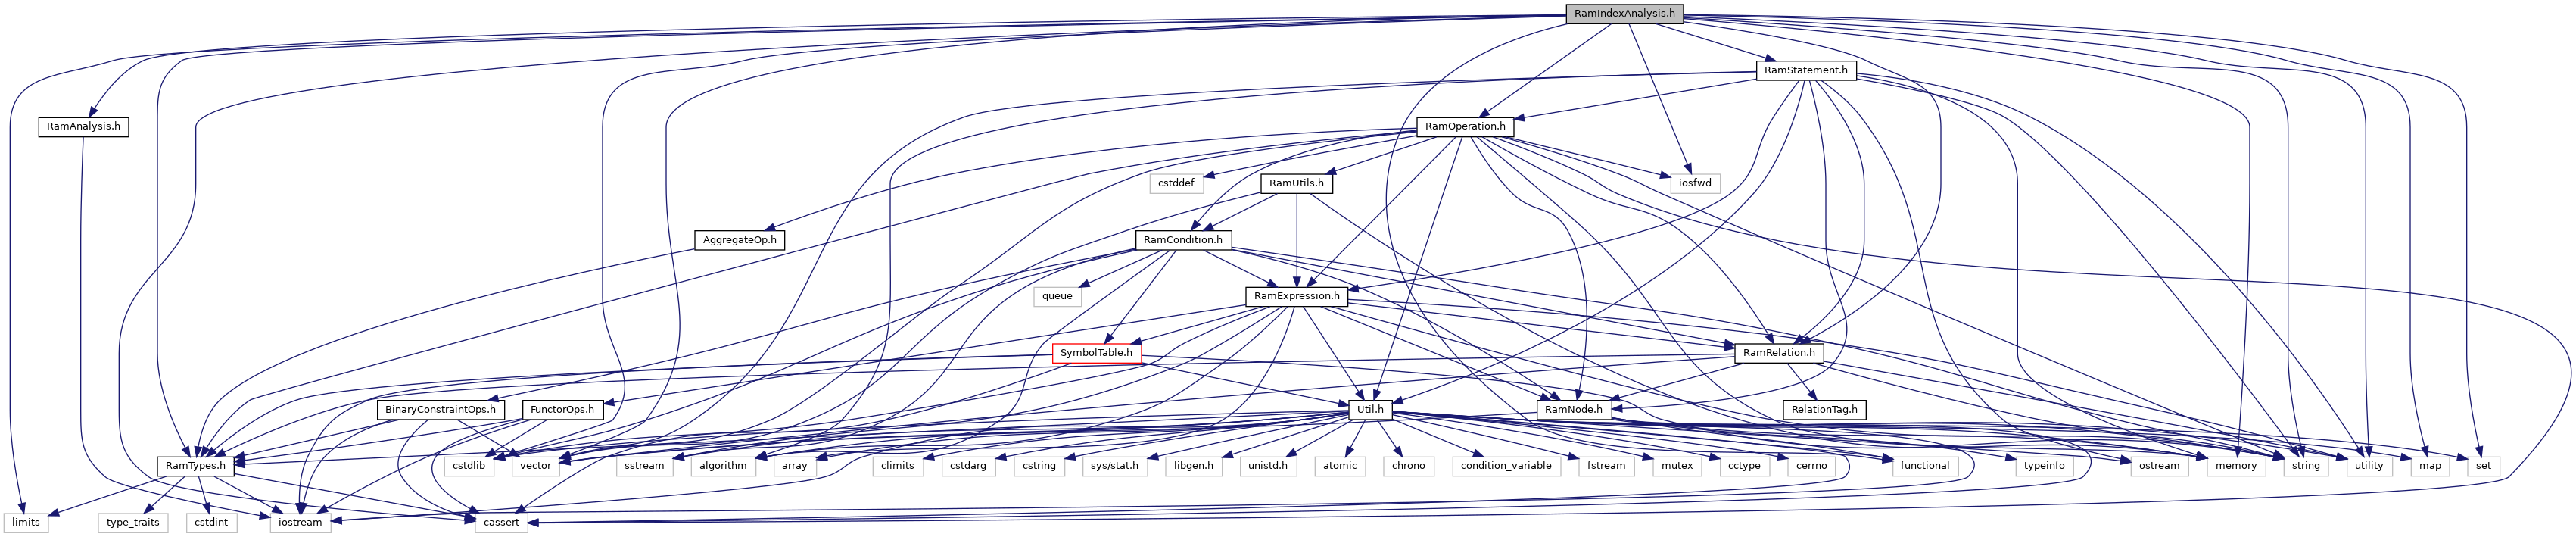 RamIndexAnalysis.h
RamStatement.h
RamAnalysis.h
RamOperation.h
cstddef
RamUtils.h
iosfwd
AggregateOp.h
RamCondition.h
queue
RamExpression.h
SymbolTable.h
RamRelation.h
BinaryConstraintOps.h
FunctorOps.h
Util.h
RamNode.h
RelationTag.h
RamTypes.h
cstdlib
vector
sstream
algorithm
array
climits
cstdarg
cstring
sys/stat.h
libgen.h
unistd.h
atomic
chrono
condition_variable
fstream
mutex
cctype
cerrno
functional
typeinfo
ostream
memory
string
utility
map
set
limits
type_traits
cstdint
iostream
cassert